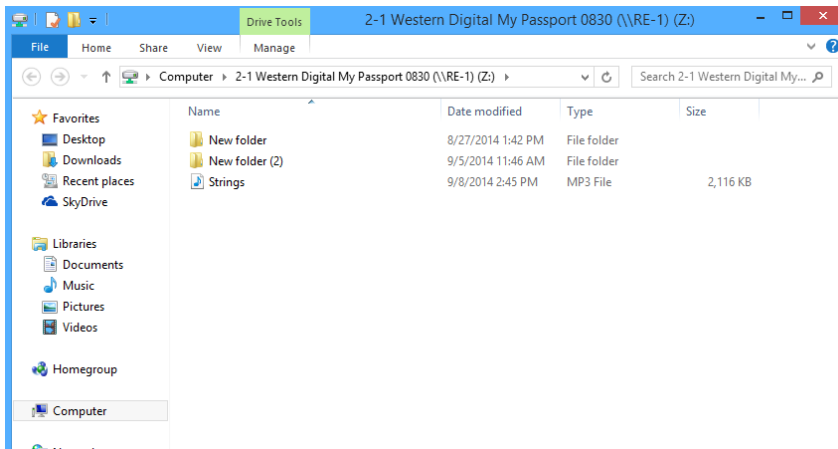 Drive Tools 2-1 Western Digital My Passport 0830 (\\RE-1) (Z:)
File Home Share View Manage
Computer 2-1 Western Digital My Passport 0830 (\\RE-1) (Z:) Search 2-1 Western Digital My...
Name Date modified Type Size
Favorites
Desktop
Downloads
Recent places
SkyDrive
New folder 8/27/2014 1:42 PM File folder
New folder (2) 9/5/2014 11:46 AM File folder
Strings 9/8/2014 2:45 PM MP3 File 2,116 KB
Libraries
Documents
Music
Pictures
Videos
Homegroup
Computer